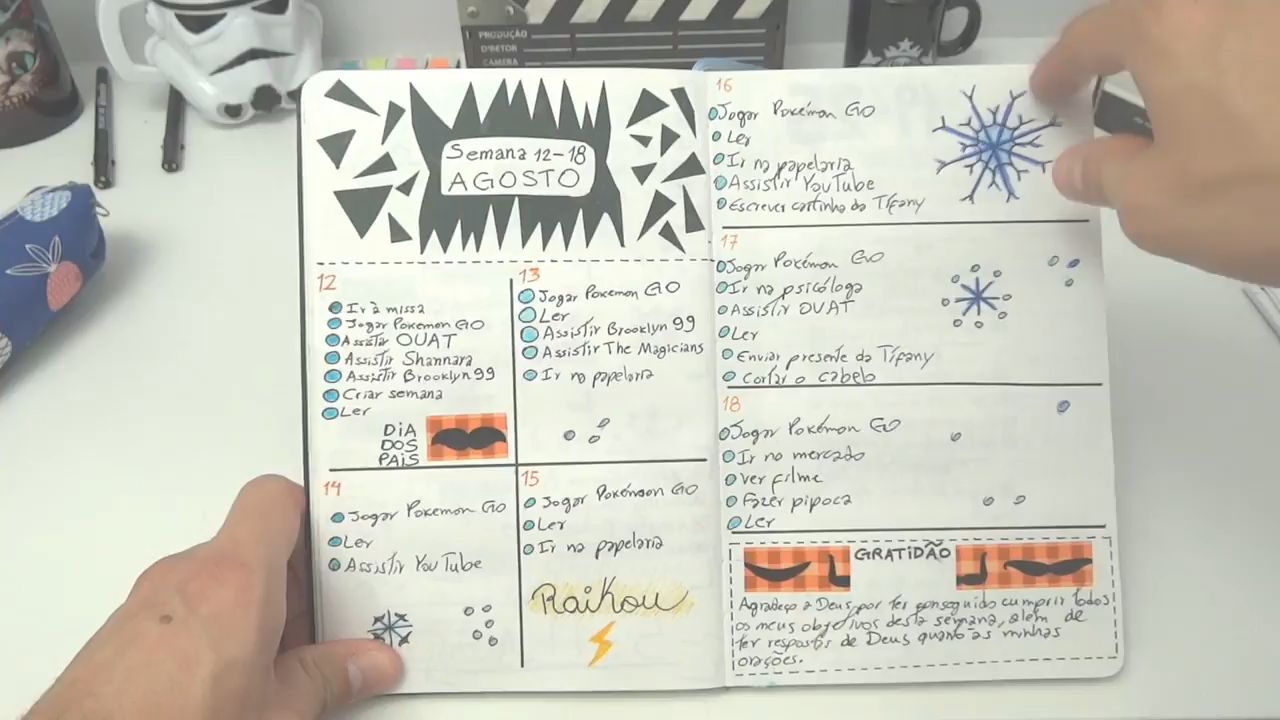 PRODUÇÃO
DIRETOR
CÂMERA
Semana 12-18
AGOSTO
12
Ir à missa
Jogar Pokemon GO
Assistir OUAT
Assistir Shannara
Assistir Brooklyn 99
Criar semana
Ler
DIA
DOS
PAIS
13
Jogar Pokemon GO
Ler
Assistir Brooklyn 99
Assistir The Magicians
Ir na papelaria
14
Jogar Pokemon GO
Ler
Assistir YouTube
15
Jogar Pokémon GO
Ler
Ir na papelaria
Raikou
16
Jogar Pokémon GO
Ler
Ir na papelaria
Assistir YouTube
Escrever cartinha da Tífany
17
Jogar Pokémon GO
Ir na psicóloga
Assistir OUAT
Ler
Enviar presente da Tífany
Cortar o cabelo
18
Jogar Pokémon GO
Ir no mercado
Ver filme
Fazer pipoca
Ler
GRATIDÃO
Agradeço a Deus por ter conseguido cumprir todos
os meus objetivos desta semana, além de
ter respostas de Deus quanto as minhas
orações.